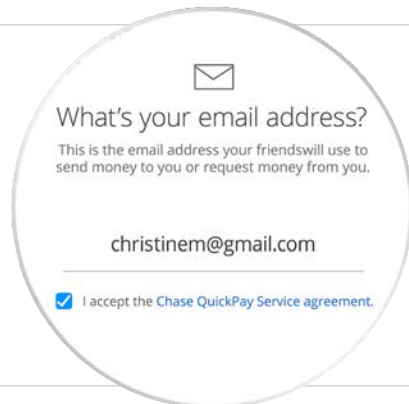 What's your email address?
This is the email address your friendswill use to
send money to you or request money from you.
christinem@gmail.com
I accept the Chase QuickPay Service agreement.